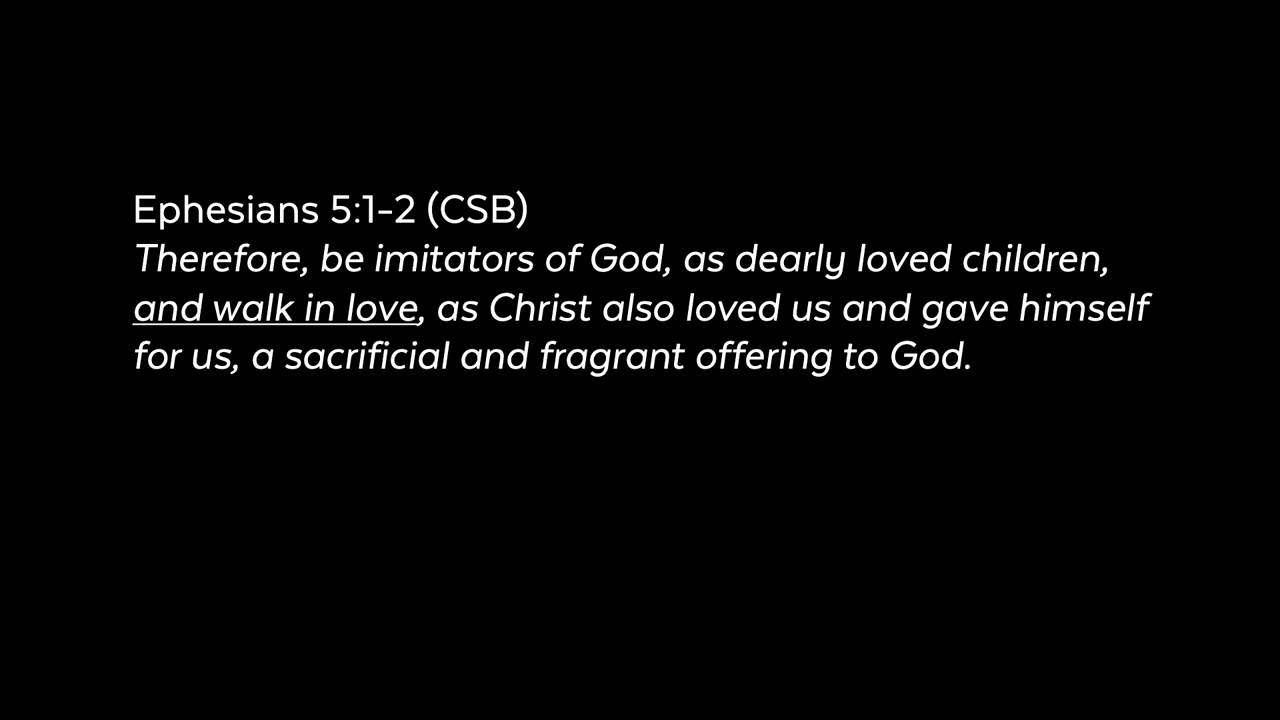 Ephesians 5:1-2 (CSB)
Therefore, be imitators of God, as dearly loved children,
and walk in love, as Christ also loved us and gave himself
for us, a sacrificial and fragrant offering to God.